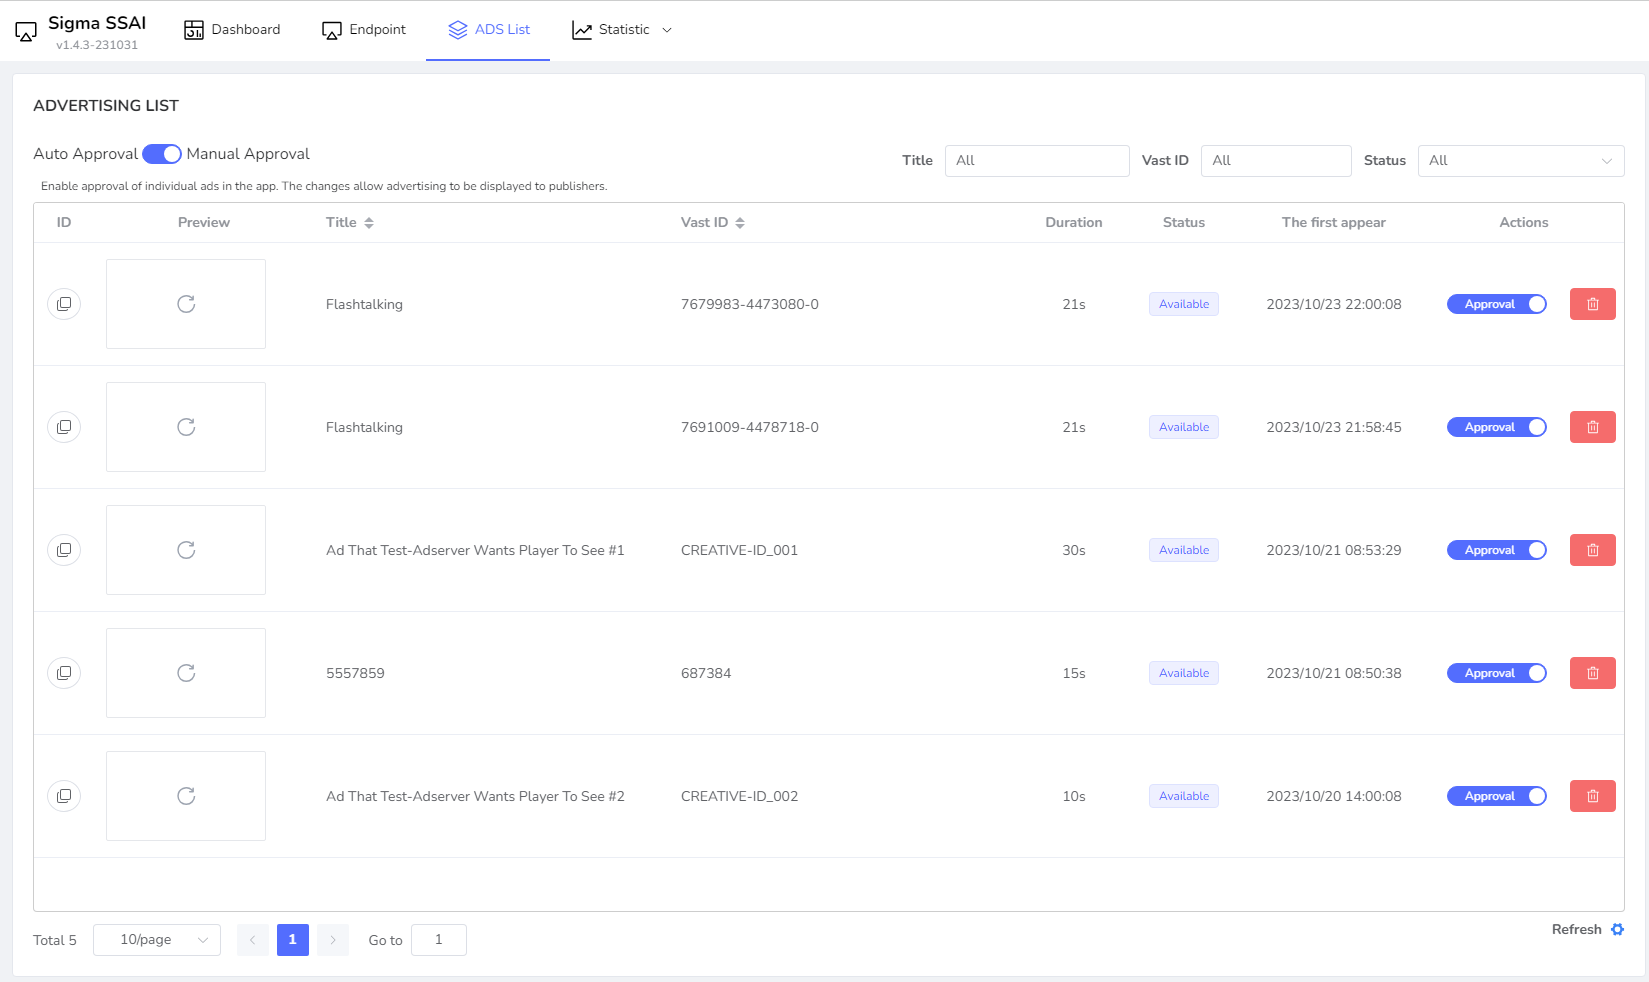 Sigma SSAI
v1.4.3-231031
Dashboard
Endpoint
ADS List
Statistic
ADVERTISING LIST
Auto Approval Manual Approval
Title All Vast ID All Status All
Enable approval of individual ads in the app. The changes allow advertising to be displayed to publishers.
ID Preview Title Vast ID Duration Status The first appear Actions
Flashtalking 7679983-4473080-0 21s Available 2023/10/23 22:00:08 Approval
Flashtalking 7691009-4478718-0 21s Available 2023/10/23 21:58:45 Approval
Ad That Test-Adserver Wants Player To See #1 CREATIVE-ID_001 30s Available 2023/10/21 08:53:29 Approval
5557859 687384 15s Available 2023/10/21 08:50:38 Approval
Ad That Test-Adserver Wants Player To See #2 CREATIVE-ID_002 10s Available 2023/10/20 14:00:08 Approval
Total 5 10/page 1 Go to 1
Refresh